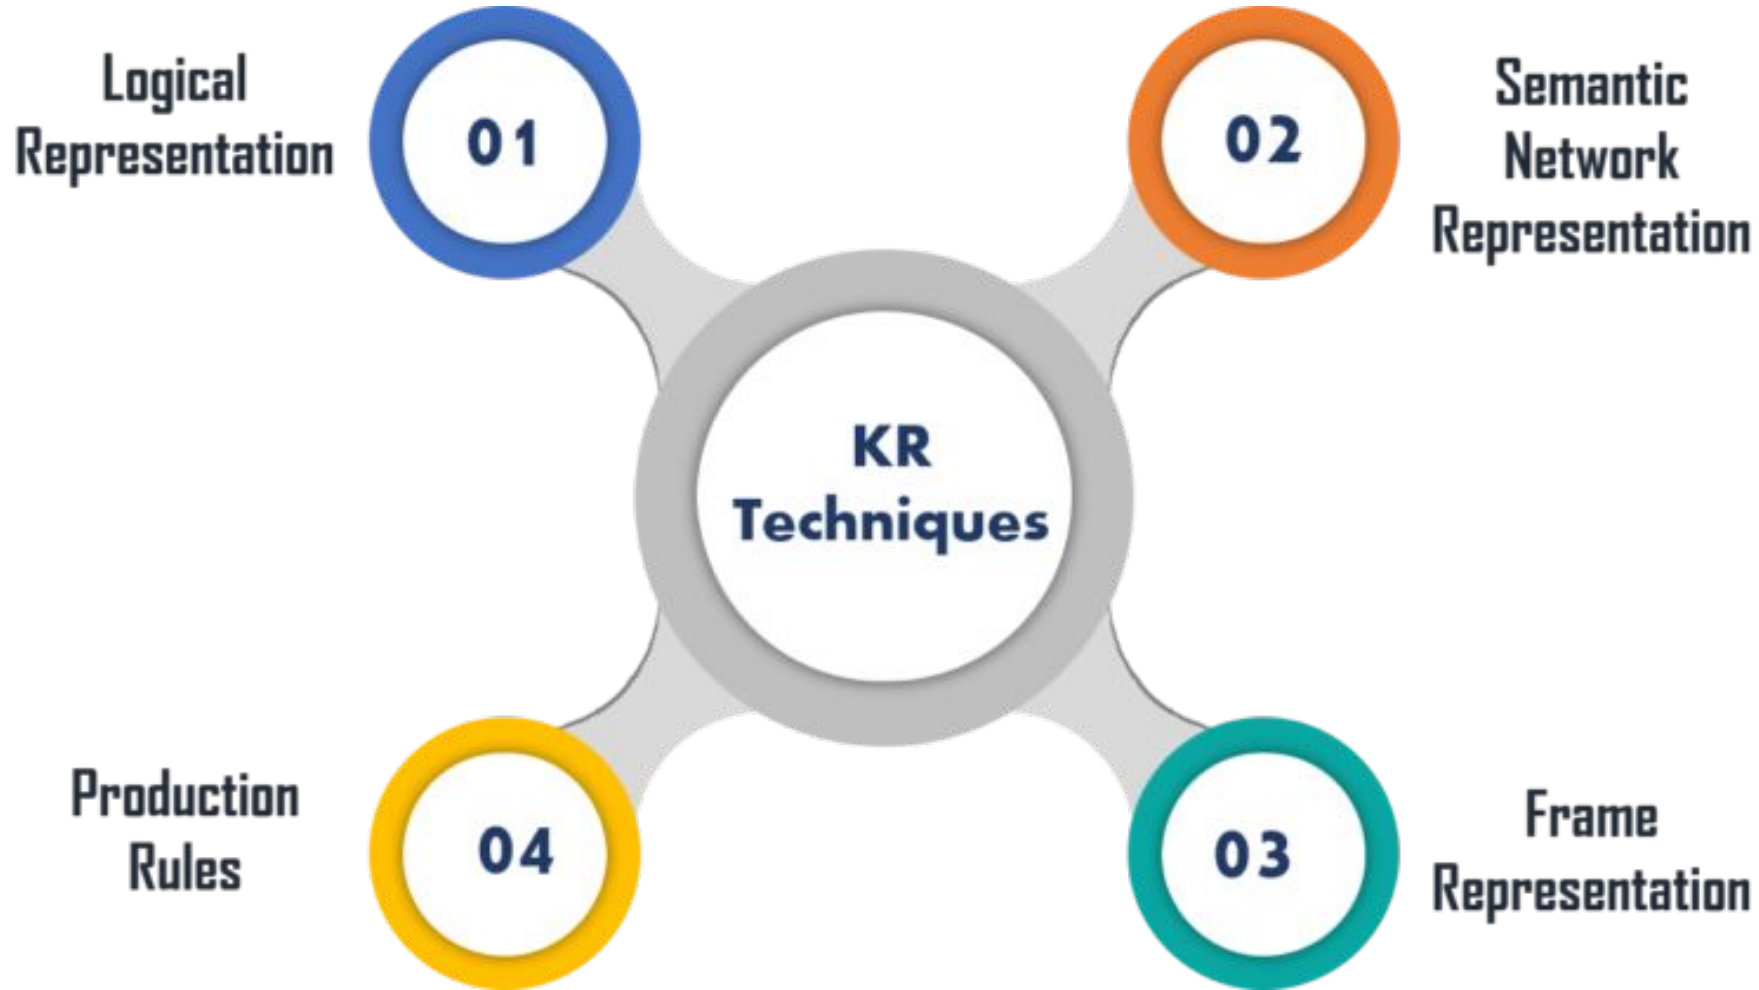 Logical
Representation
01
02
Semantic
Network
Representation
KR
Techniques
Production
Rules
04
03
Frame
Representation